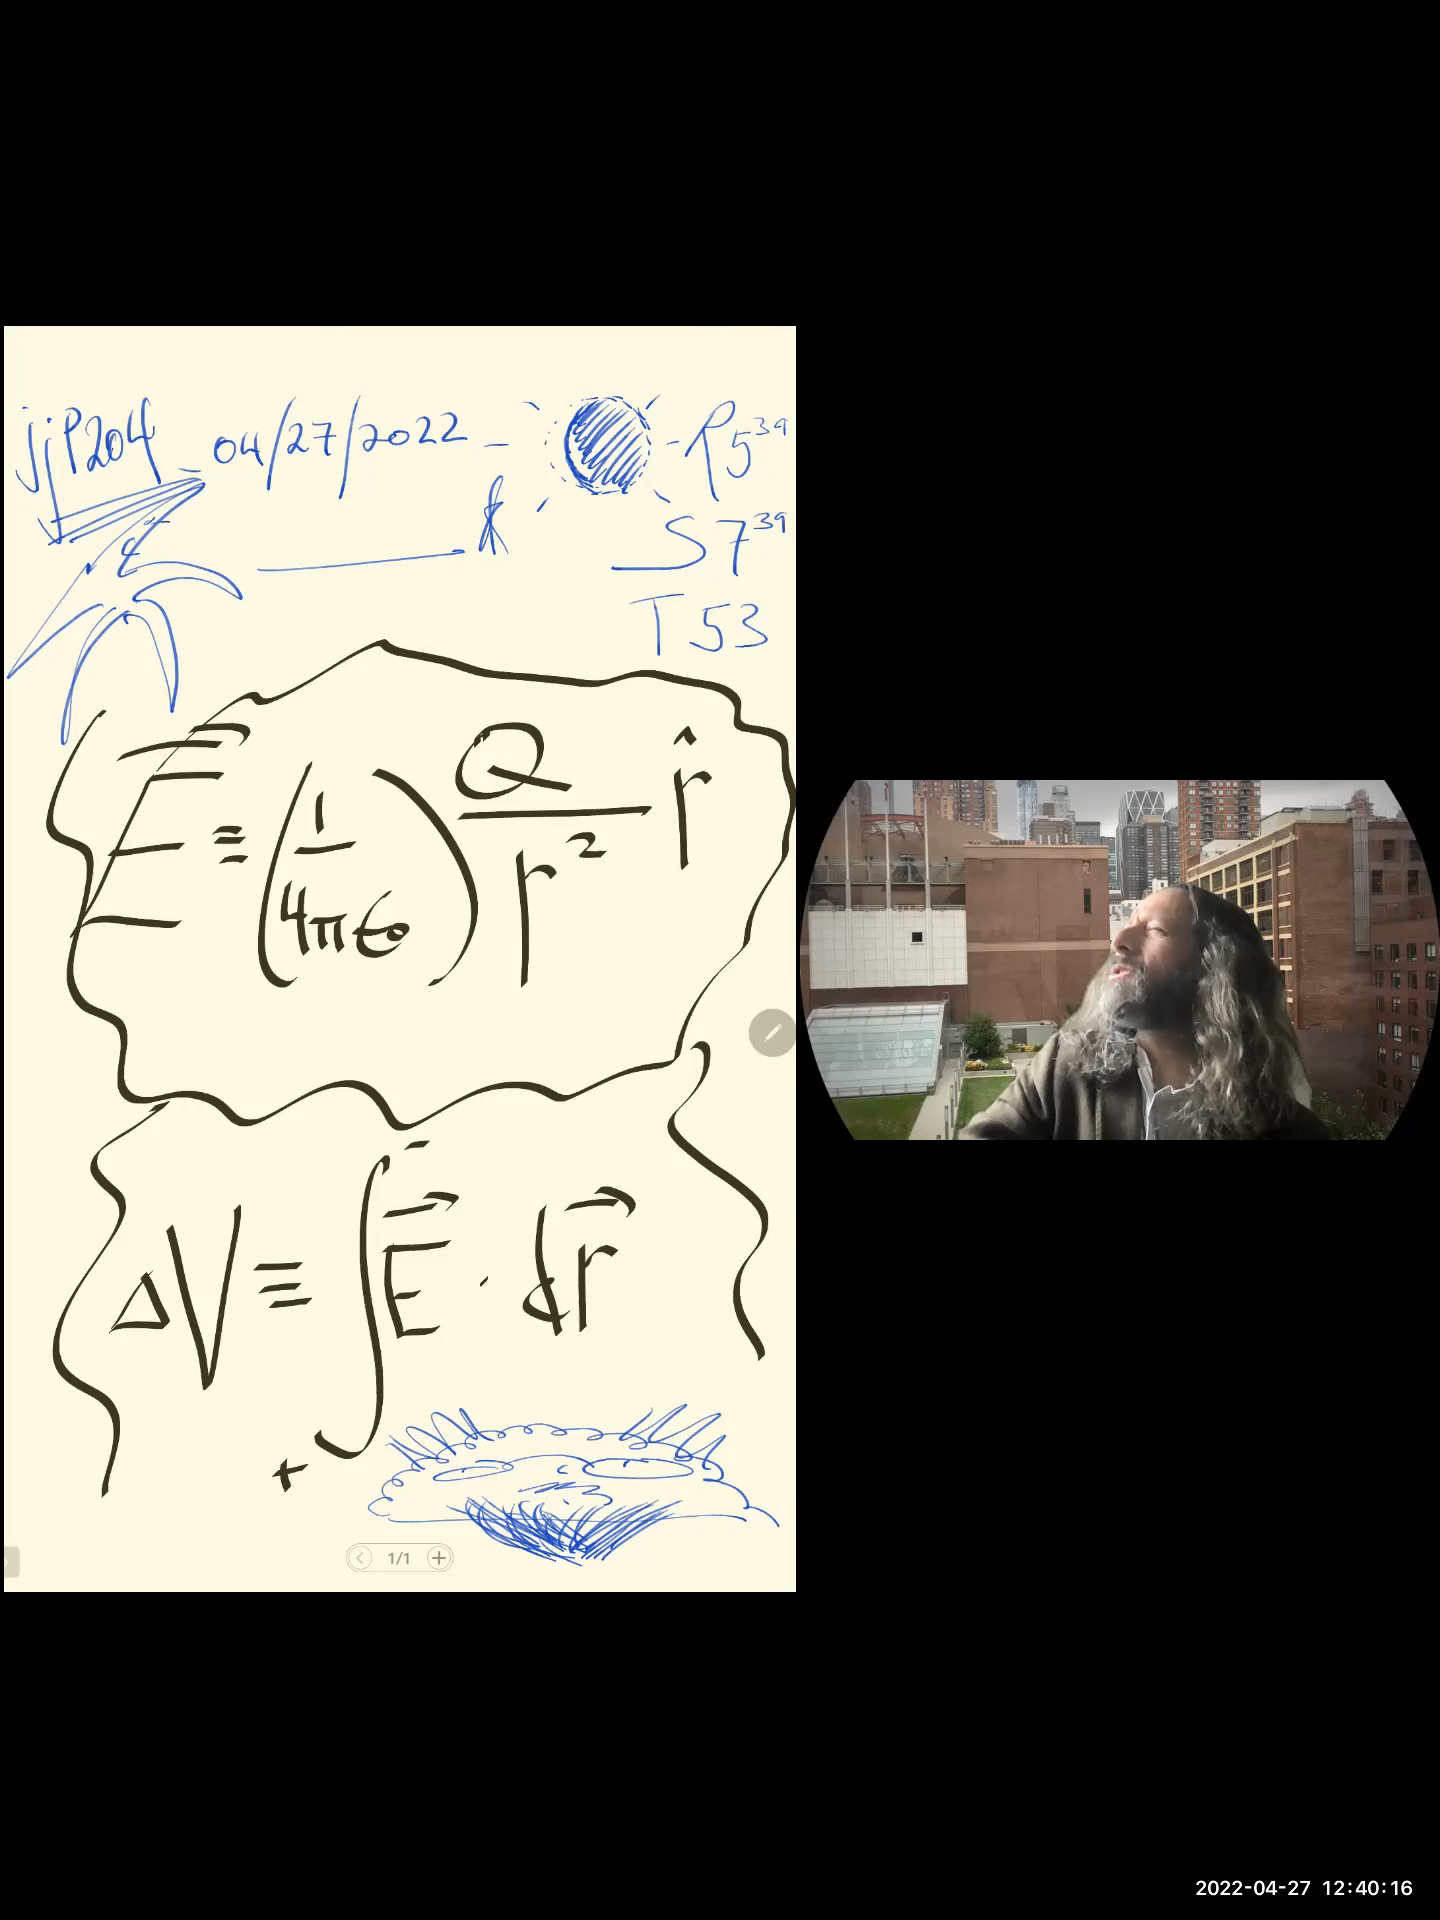 jjP204 - 04/27/2022 - - R5³⁹
S7³⁹
T53
E⃗ ≡ (1/4πϵ₀) Q/r² r̂
ΔV ≡ ∫₊⁻ E⃗ · dr⃗
1/1
2022-04-27 12:40:16